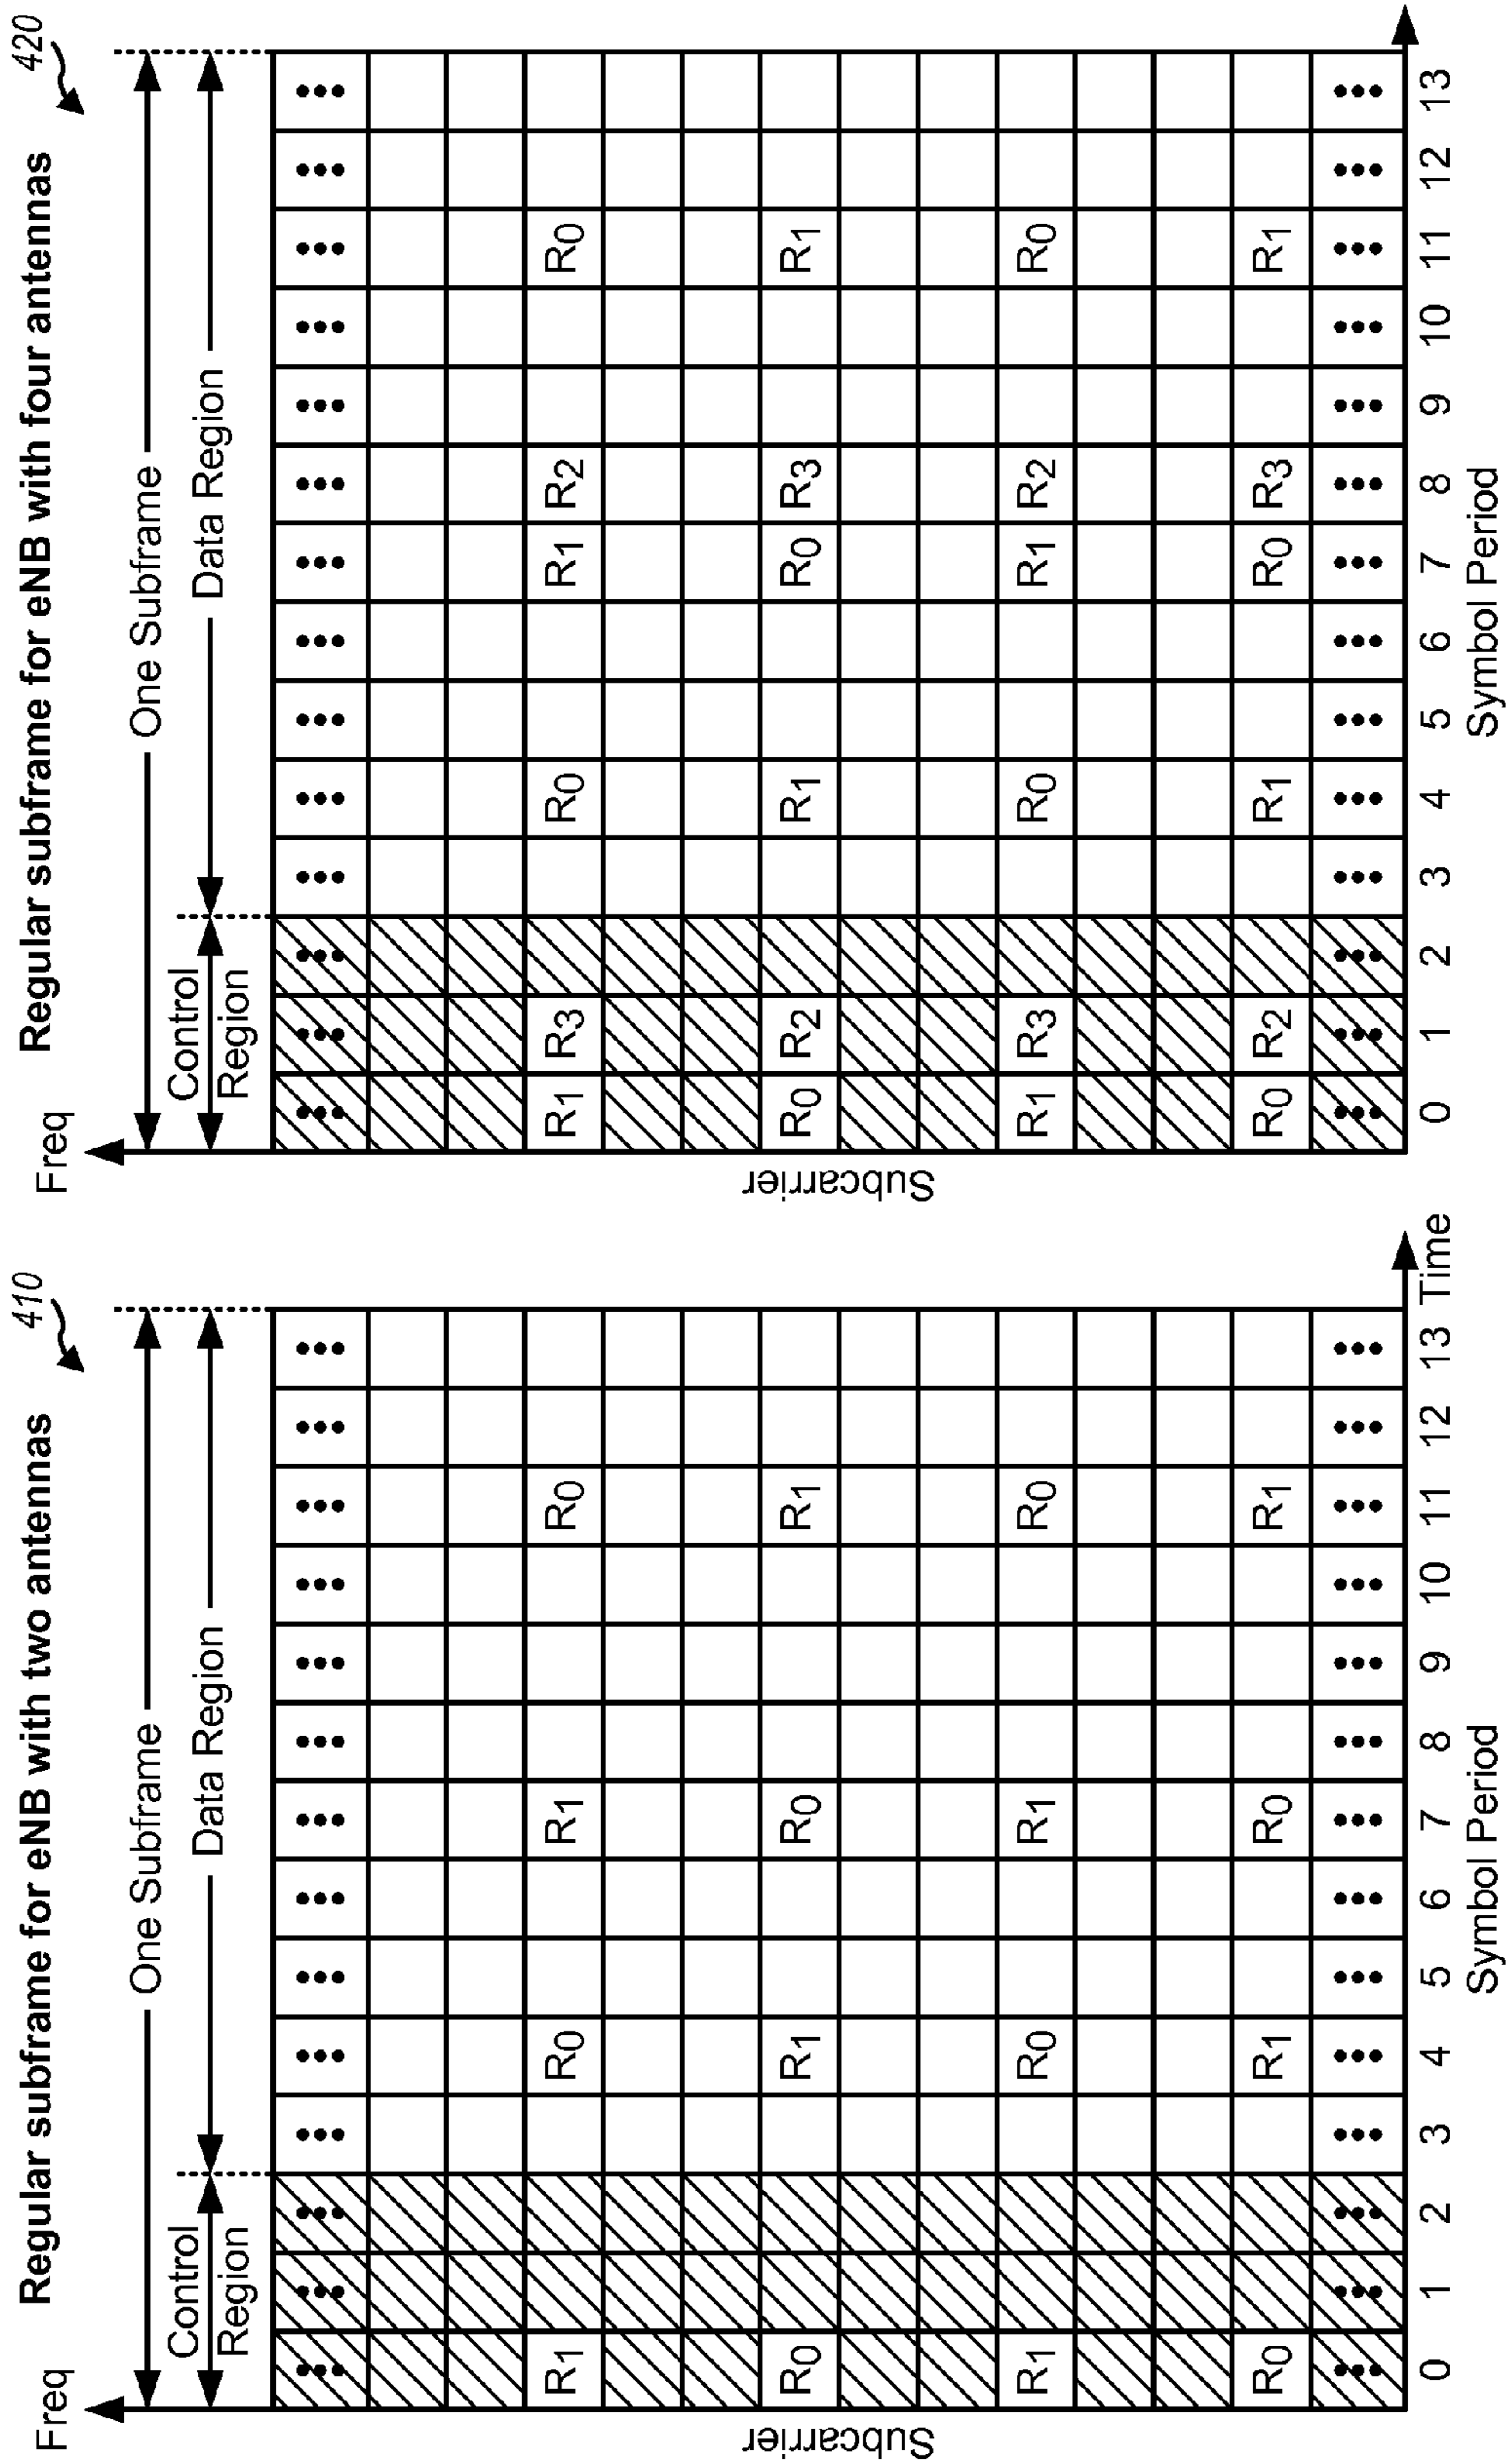 410
Regular subframe for eNB with two antennas
Freq
One Subframe
Control Region
Data Region
Subcarrier
R1 R0 R1 R0
R0 R1 R0 R1
R1 R0 R1 R0
R0 R1 R0 R1
0 1 2 3 4 5 6 7 8 9 10 11 12 13
Time
Symbol Period
420
Regular subframe for eNB with four antennas
Freq
One Subframe
Control Region
Data Region
Subcarrier
R1 R3 R0 R1 R2 R0
R0 R2 R1 R0 R3 R1
R1 R3 R0 R1 R2 R0
R0 R2 R1 R0 R3 R1
0 1 2 3 4 5 6 7 8 9 10 11 12 13
Symbol Period